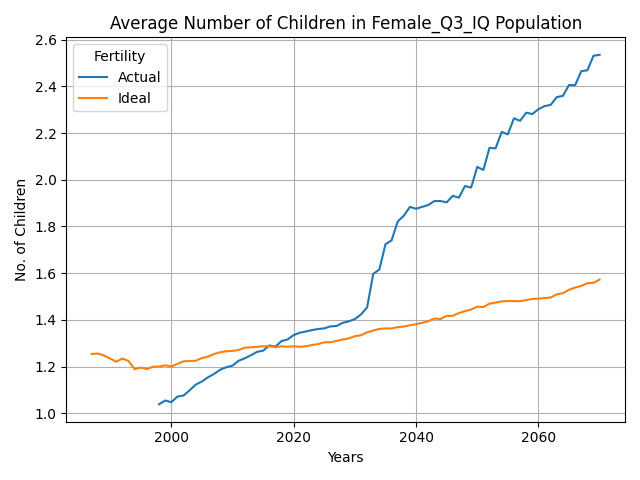 Average Number of Children in Female_Q3_IQ Population
2.6
2.4
2.2
2.0
1.8
1.6
1.4
1.2
1.0
No. of Children
Fertility
Actual
Ideal
2000
2020
2040
2060
Years